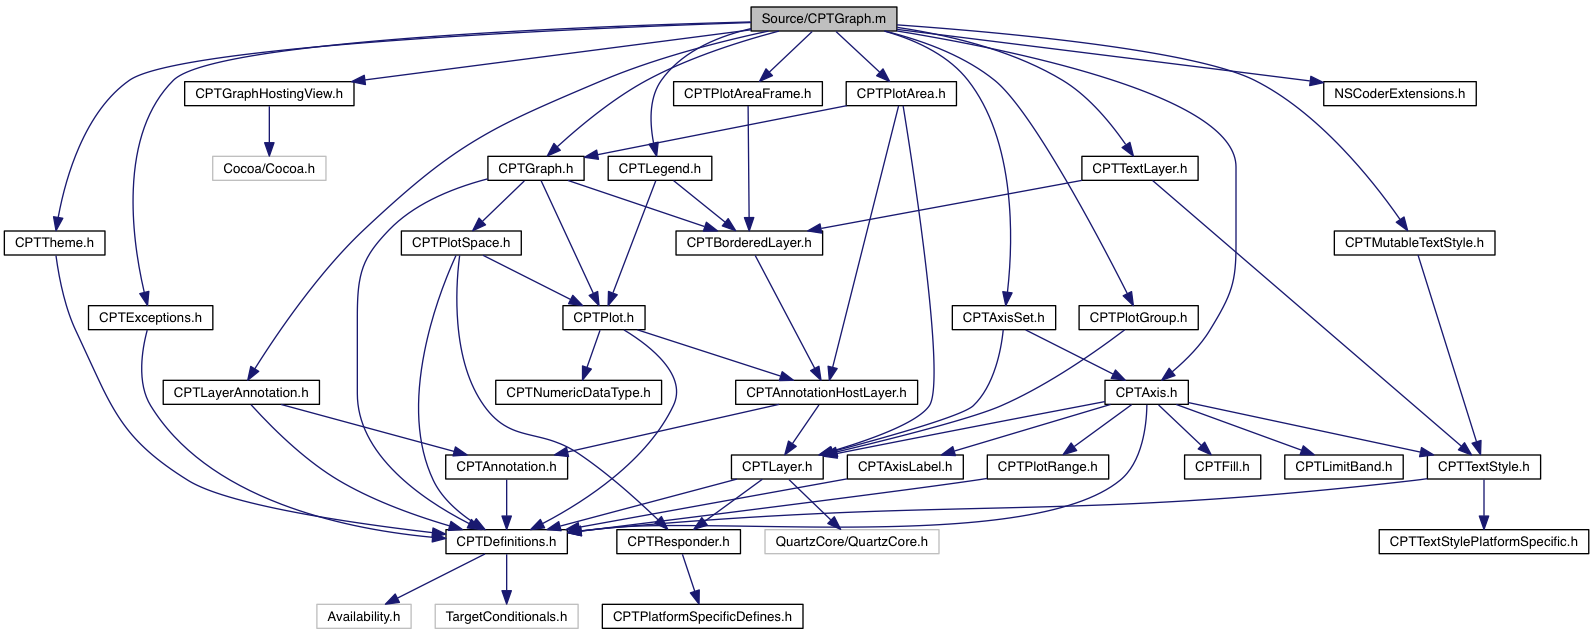 Source/CPTGraph.m
CPTGraphHostingView.h
CPTPlotAreaFrame.h
CPTPlotArea.h
NSCoderExtensions.h
Cocoa/Cocoa.h
CPTGraph.h
CPTLegend.h
CPTTextLayer.h
CPTTheme.h
CPTPlotSpace.h
CPTBorderedLayer.h
CPTMutableTextStyle.h
CPTExceptions.h
CPTPlot.h
CPTAxisSet.h
CPTPlotGroup.h
CPTLayerAnnotation.h
CPTNumericDataType.h
CPTAnnotationHostLayer.h
CPTAxis.h
CPTAnnotation.h
CPTLayer.h
CPTAxisLabel.h
CPTPlotRange.h
CPTFill.h
CPTLimitBand.h
CPTTextStyle.h
CPTDefinitions.h
CPTResponder.h
QuartzCore/QuartzCore.h
CPTTextStylePlatformSpecific.h
Availability.h
TargetConditionals.h
CPTPlatformSpecificDefines.h